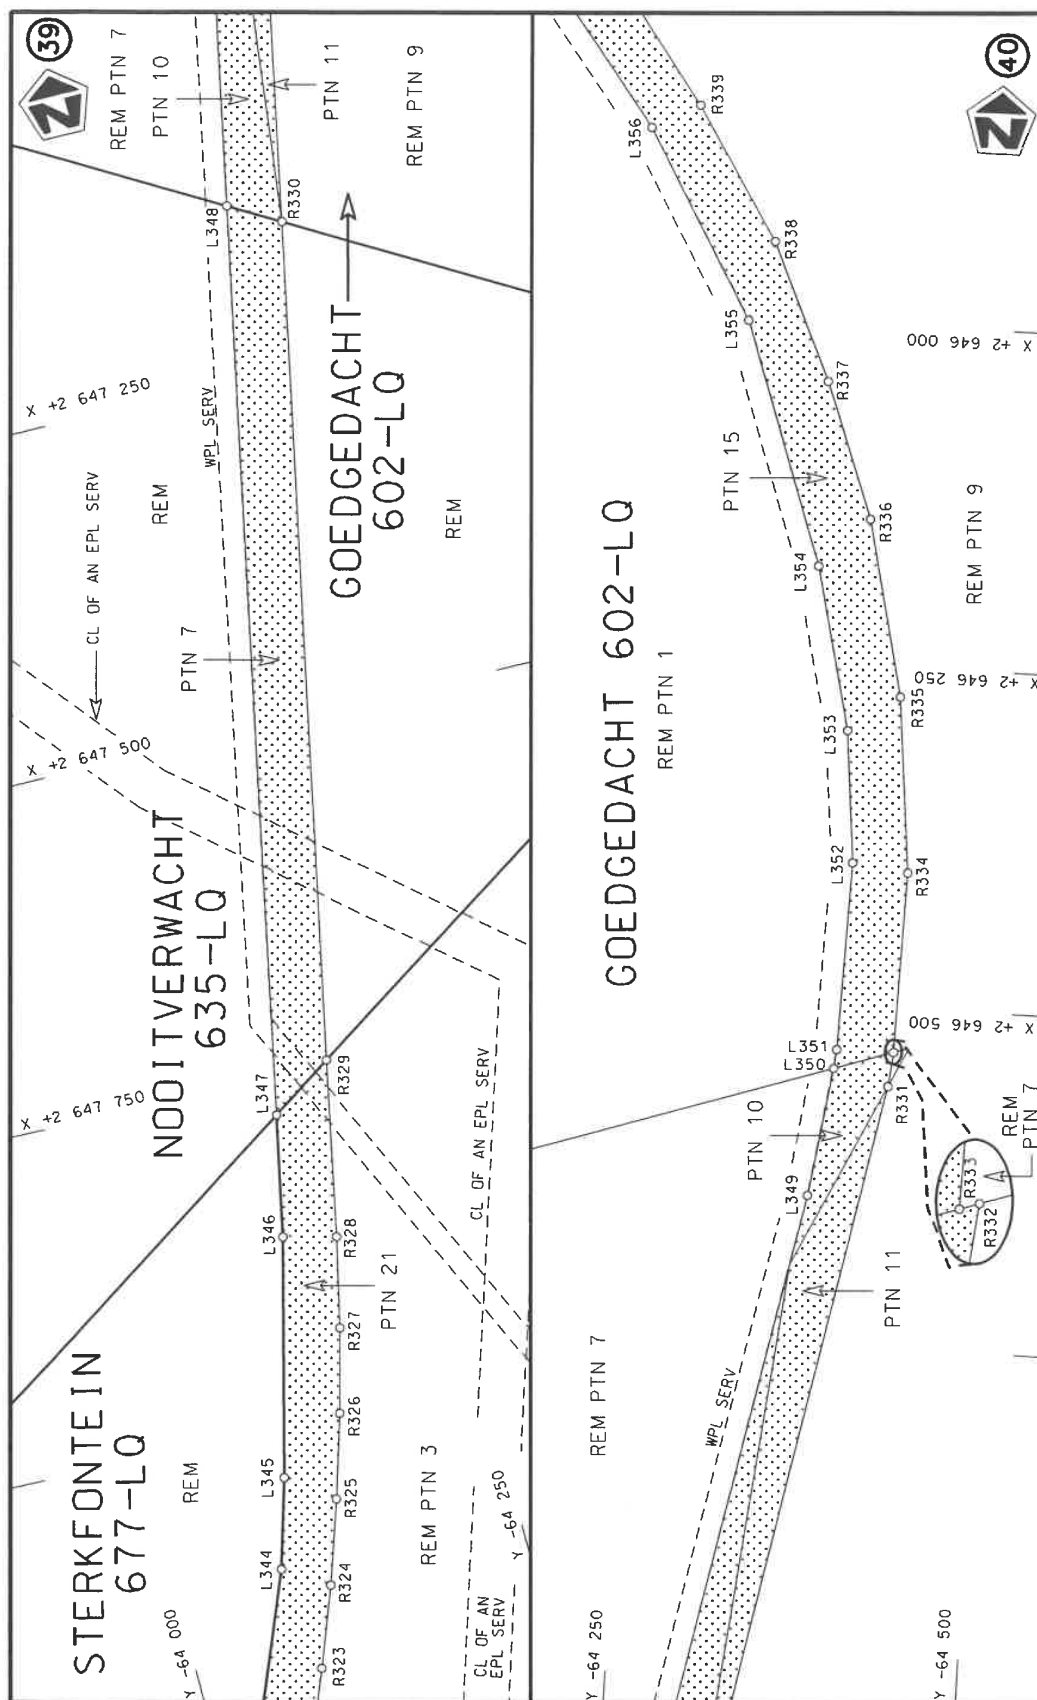 39
REM PTN 7
PTN 10
PTN 11
REM PTN 9
L348
R330
X +2 647 250
WPL SERV
GOEDGEDACHT
602-LQ
CL OF AN EPL SERV
REM
REM
PTN 7
X +2 647 500
NOOITVERWACHT
635-LQ
X +2 647 750
L347
R329
CL OF AN EPL SERV
L346
R328
PTN 21
R327
STERKFONTEIN
677-LQ
R326
REM
L345
R325
REM PTN 3
Y -64 250
L344
R324
Y -64 000
R323
CL OF AN
EPL SERV
40
N
N
R339
L356
R338
L355
X +2 646 000
R337
PTN 15
R336
L354
REM PTN 9
GOEDGEDACHT 602-LQ
REM PTN 1
R335
X +2 646 250
L353
L352
R334
X +2 646 500
L351
L350
R331
PTN 10
REM
PTN 7
L349
R333
R332
PTN 11
REM PTN 7
WPL SERV
Y -64 250
Y -64 500